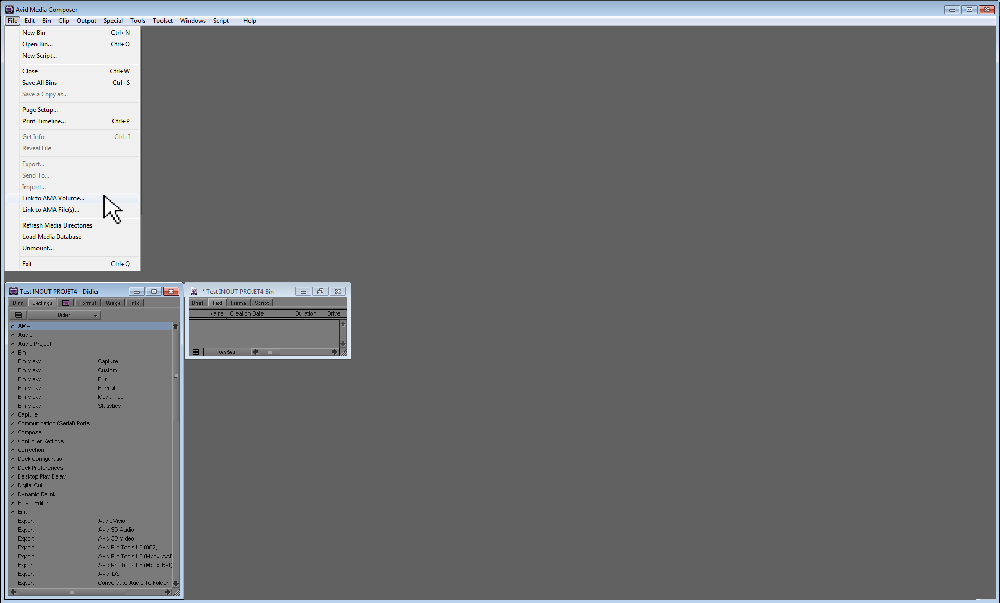 Avid Media Composer
File Edit Bin Clip Output Special Tools Toolset Windows Script Help
New Bin Ctrl+N
Open Bin... Ctrl+O
New Script...
Close Ctrl+W
Save All Bins Ctrl+S
Save a Copy as...
Page Setup...
Print Timeline... Ctrl+P
Get Info Ctrl+I
Reveal File
Export...
Send To...
Import...
Link to AMA Volume...
Link to AMA File(s)...
Refresh Media Directories
Load Media Database
Unmount...
Exit Ctrl+Q
Test INOUT PROJET4 - Didier
Bins Settings Format Usage Info
Didier
AMA
Audio
Audio Project
Bin
Bin View Capture
Bin View Custom
Bin View Film
Bin View Format
Bin View Media Tool
Bin View Statistics
Capture
Communication (Serial) Ports
Composer
Controller Settings
Correction
Deck Configuration
Deck Preferences
Desktop Play Delay
Digital Cut
Dynamic Relink
Effect Editor
Email
Export AudioVision
Export Avid 3D Audio
Export Avid 3D Video
Export Avid Pro Tools LE (002)
Export Avid Pro Tools LE (Mbox-AAF
Export Avid Pro Tools LE (Mbox-Ref)
Export Avid|DS
Export Consolidate Audio To Folder
* Test INOUT PROJET4 Bin
Brief Text Frame Script
Name Creation Date Duration Drive
Untitled